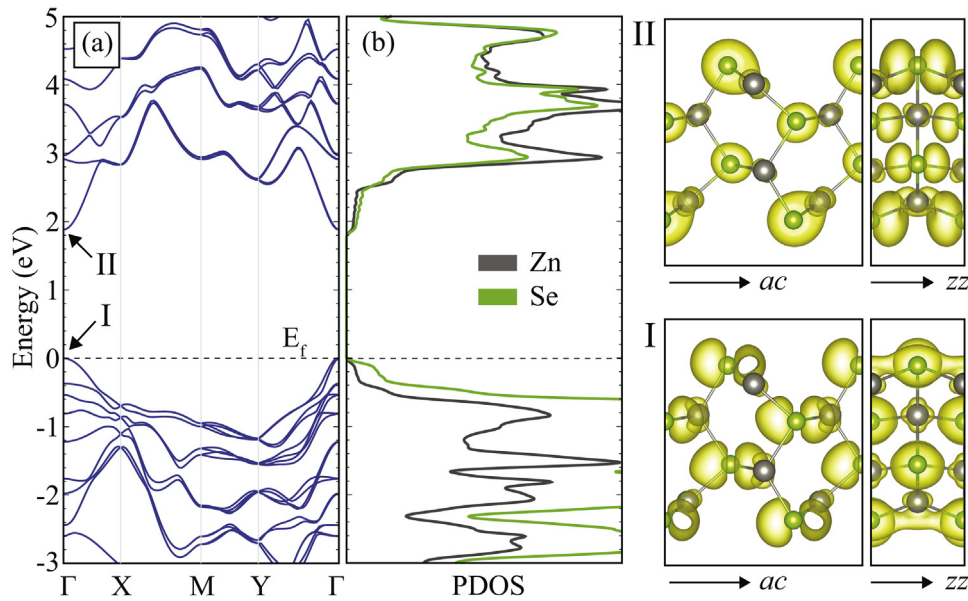 (a)
(b)
Energy (eV)
5
4
3
2
1
0
-1
-2
-3
II
I
E_f
Γ X M Y Γ
Zn
Se
PDOS
II
ac
zz
I
ac
zz